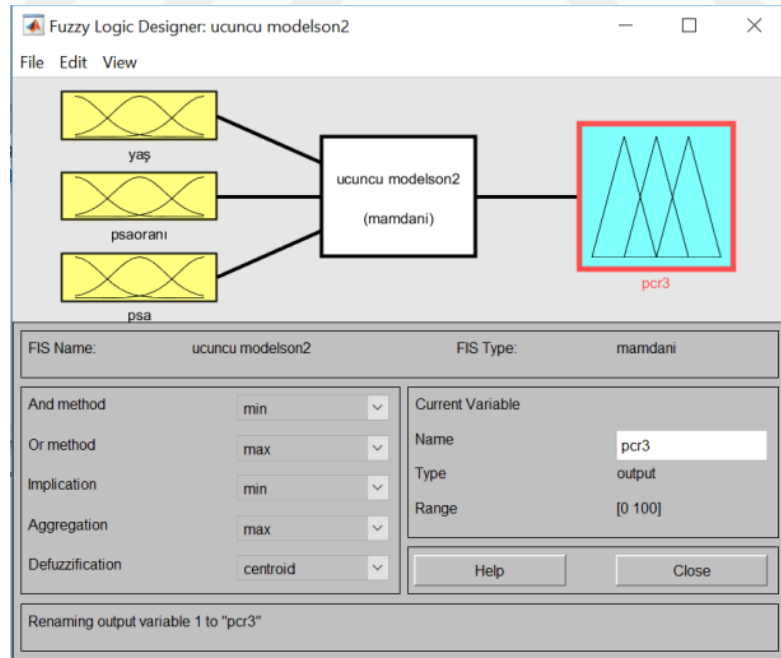 Fuzzy Logic Designer: ucuncu modelson2
File Edit View
yaş
psaoranı
psa
ucuncu modelson2
(mamdani)
pcr3
FIS Name: ucuncu modelson2 FIS Type: mamdani
And method min
Or method max
Implication min
Aggregation max
Defuzzification centroid
Current Variable
Name pcr3
Type output
Range [0 100]
Help Close
Renaming output variable 1 to "pcr3"